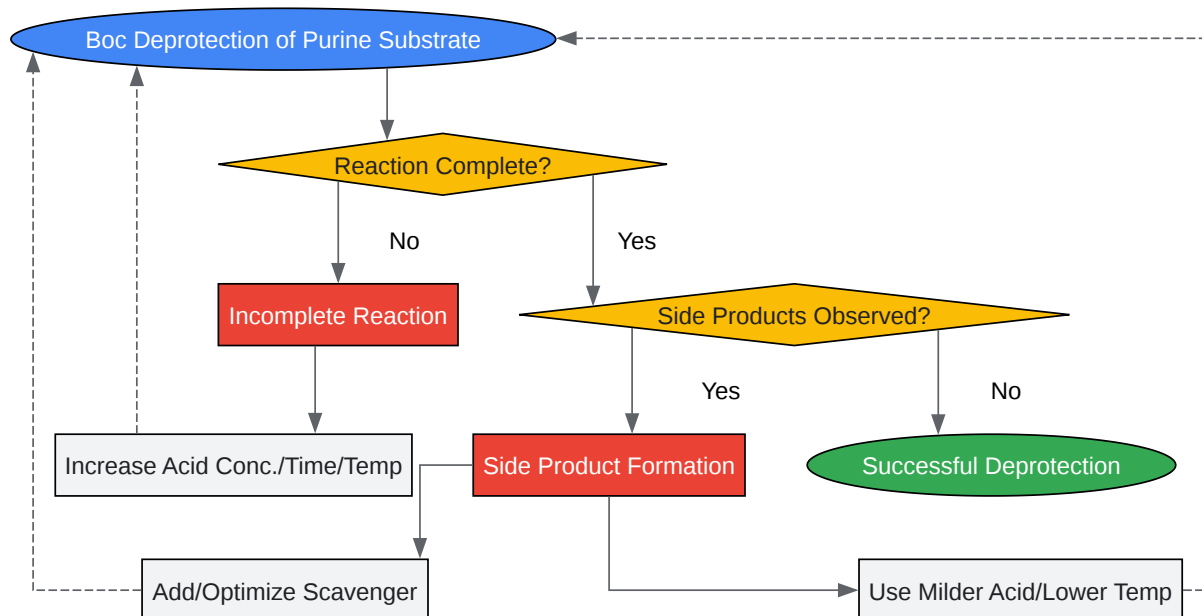 Boc Deprotection of Purine Substrate
Reaction Complete?
No
Yes
Incomplete Reaction
Side Products Observed?
Yes
No
Increase Acid Conc./Time/Temp
Side Product Formation
Successful Deprotection
Add/Optimize Scavenger
Use Milder Acid/Lower Temp